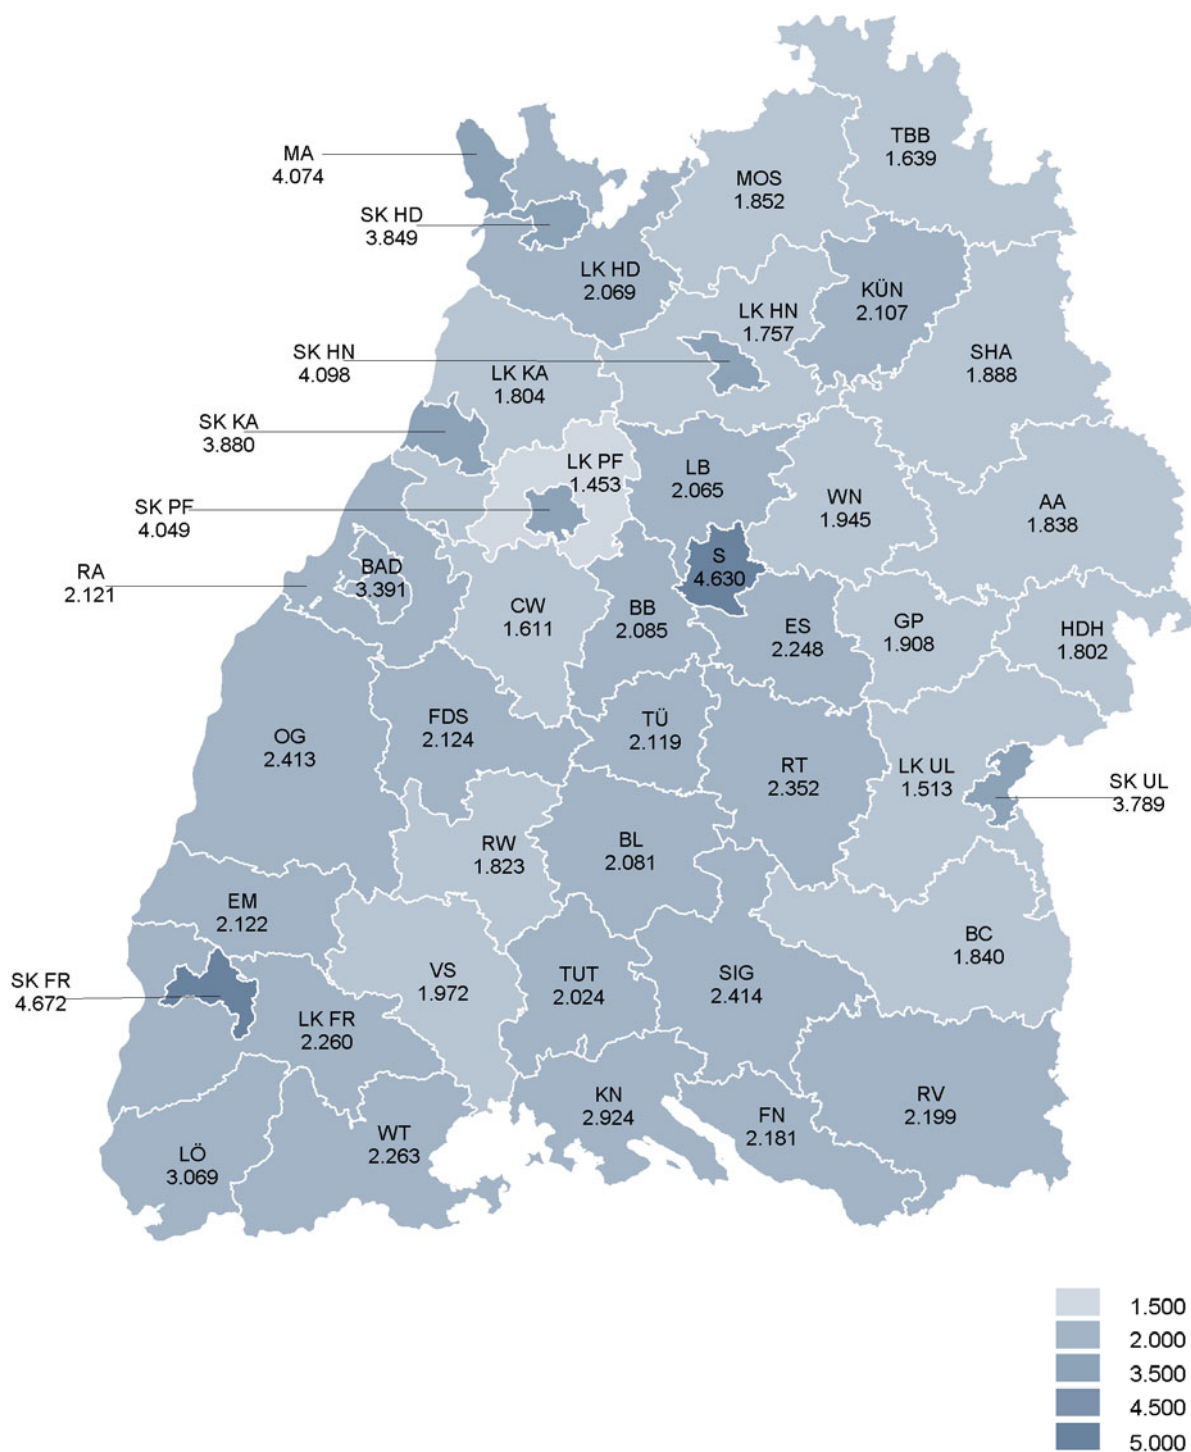 TBB
1.639
MA
4.074
MOS
1.852
SK HD
3.849
LK HD
2.069
KÜN
2.107
LK HN
1.757
SK HN
4.098
SHA
1.888
LK KA
1.804
SK KA
3.880
LK PF
1.453
LB
2.065
WN
1.945
AA
1.838
SK PF
4.049
S
4.630
RA
2.121
BAD
3.391
CW
1.611
BB
2.085
ES
2.248
GP
1.908
HDH
1.802
OG
2.413
FDS
2.124
TÜ
2.119
RT
2.352
LK UL
1.513
SK UL
3.789
RW
1.823
BL
2.081
EM
2.122
BC
1.840
SK FR
4.672
VS
1.972
TUT
2.024
SIG
2.414
LK FR
2.260
KN
2.924
FN
2.181
RV
2.199
LÖ
3.069
WT
2.263
1.500
2.000
3.500
4.500
5.000